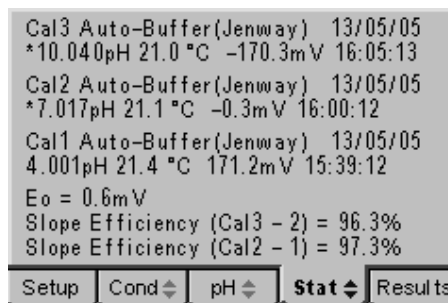 Cal3 Auto-Buffer(Jenway) 13/05/05
*10.040pH 21.0 °C -170.3mV 16:05:13
Cal2 Auto-Buffer(Jenway) 13/05/05
*7.017pH 21.1 °C -0.3mV 16:00:12
Cal1 Auto-Buffer(Jenway) 13/05/05
4.001pH 21.4 °C 171.2mV 15:39:12
Eo = 0.6mV
Slope Efficiency (Cal3 - 2) = 96.3%
Slope Efficiency (Cal2 - 1) = 97.3%
Setup Cond pH Stat Results